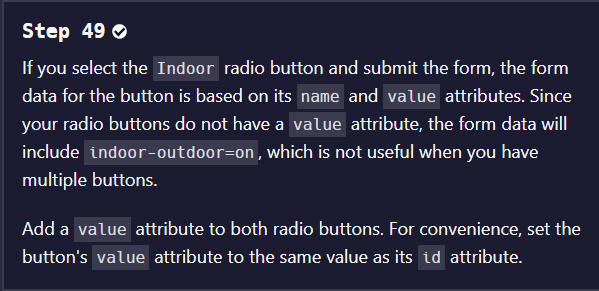 Step 49
If you select the Indoor radio button and submit the form, the form
data for the button is based on its name and value attributes. Since
your radio buttons do not have a value attribute, the form data will
include indoor-outdoor=on, which is not useful when you have
multiple buttons.
Add a value attribute to both radio buttons. For convenience, set the
button's value attribute to the same value as its id attribute.